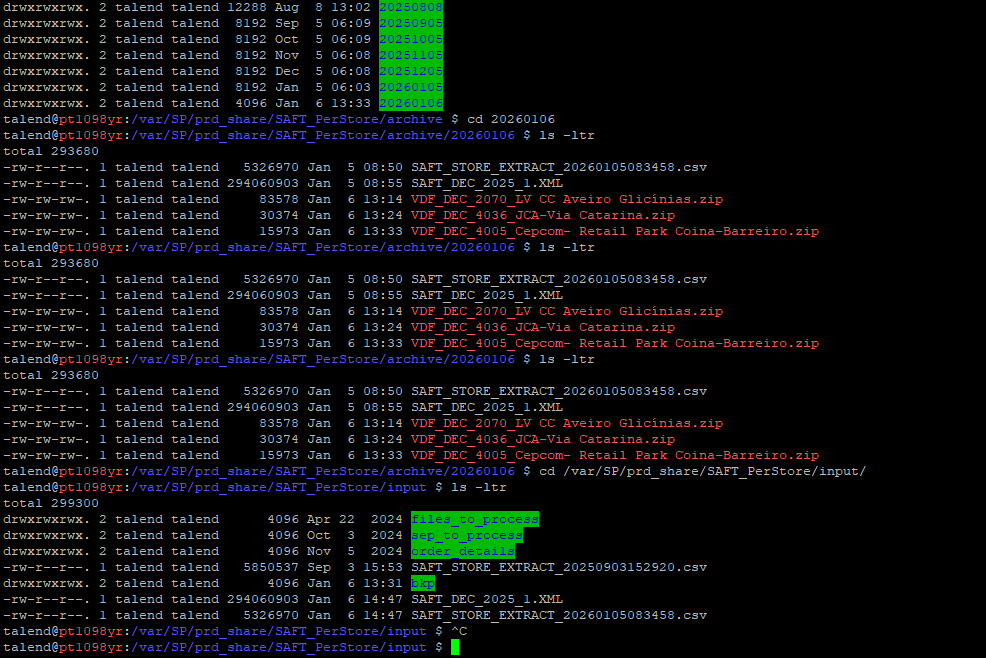 drwxrwxrwx. 2 talend talend 12288 Aug  8 13:02 20250808
drwxrwxrwx. 2 talend talend  8192 Sep  5 06:09 20250905
drwxrwxrwx. 2 talend talend  8192 Oct  5 06:09 20251005
drwxrwxrwx. 2 talend talend  8192 Nov  5 06:08 20251105
drwxrwxrwx. 2 talend talend  8192 Dec  5 06:08 20251205
drwxrwxrwx. 2 talend talend  8192 Jan  5 06:03 20260105
drwxrwxrwx. 2 talend talend  4096 Jan  6 13:33 20260106
talend@pt1098yr:/var/SP/prd_share/SAFT_PerStore/archive $ cd 20260106
talend@pt1098yr:/var/SP/prd_share/SAFT_PerStore/archive/20260106 $ ls -ltr
total 293680
-rw-r--r--. 1 talend talend   5326970 Jan  5 08:50 SAFT_STORE_EXTRACT_20260105083458.csv
-rw-r--r--. 1 talend talend 294060903 Jan  5 08:55 SAFT_DEC_2025_1.XML
-rw-rw-rw-. 1 talend talend     83578 Jan  6 13:14 VDF_DEC_2070_LV CC Aveiro Glicínias.zip
-rw-rw-rw-. 1 talend talend     30374 Jan  6 13:24 VDF_DEC_4036_JCA-Via Catarina.zip
-rw-rw-rw-. 1 talend talend     15973 Jan  6 13:33 VDF_DEC_4005_Cepcom- Retail Park Coina-Barreiro.zip
talend@pt1098yr:/var/SP/prd_share/SAFT_PerStore/archive/20260106 $ ls -ltr
total 293680
-rw-r--r--. 1 talend talend   5326970 Jan  5 08:50 SAFT_STORE_EXTRACT_20260105083458.csv
-rw-r--r--. 1 talend talend 294060903 Jan  5 08:55 SAFT_DEC_2025_1.XML
-rw-rw-rw-. 1 talend talend     83578 Jan  6 13:14 VDF_DEC_2070_LV CC Aveiro Glicínias.zip
-rw-rw-rw-. 1 talend talend     30374 Jan  6 13:24 VDF_DEC_4036_JCA-Via Catarina.zip
-rw-rw-rw-. 1 talend talend     15973 Jan  6 13:33 VDF_DEC_4005_Cepcom- Retail Park Coina-Barreiro.zip
talend@pt1098yr:/var/SP/prd_share/SAFT_PerStore/archive/20260106 $ ls -ltr
total 293680
-rw-r--r--. 1 talend talend   5326970 Jan  5 08:50 SAFT_STORE_EXTRACT_20260105083458.csv
-rw-r--r--. 1 talend talend 294060903 Jan  5 08:55 SAFT_DEC_2025_1.XML
-rw-rw-rw-. 1 talend talend     83578 Jan  6 13:14 VDF_DEC_2070_LV CC Aveiro Glicínias.zip
-rw-rw-rw-. 1 talend talend     30374 Jan  6 13:24 VDF_DEC_4036_JCA-Via Catarina.zip
-rw-rw-rw-. 1 talend talend     15973 Jan  6 13:33 VDF_DEC_4005_Cepcom- Retail Park Coina-Barreiro.zip
talend@pt1098yr:/var/SP/prd_share/SAFT_PerStore/archive/20260106 $ cd /var/SP/prd_share/SAFT_PerStore/input/
talend@pt1098yr:/var/SP/prd_share/SAFT_PerStore/input $ ls -ltr
total 299300
drwxrwxrwx. 2 talend talend      4096 Apr 22  2024 files_to_process
drwxrwxrwx. 2 talend talend      4096 Oct  3  2024 sep_to_process
drwxrwxrwx. 2 talend talend      4096 Nov  5  2024 order_details
-rw-r--r--. 1 talend talend   5850537 Sep  3 15:53 SAFT_STORE_EXTRACT_20250903152920.csv
drwxrwxrwx. 2 talend talend      4096 Jan  6 13:31 bkp
-rw-r--r--. 1 talend talend 294060903 Jan  6 14:47 SAFT_DEC_2025_1.XML
-rw-r--r--. 1 talend talend   5326970 Jan  6 14:47 SAFT_STORE_EXTRACT_20260105083458.csv
talend@pt1098yr:/var/SP/prd_share/SAFT_PerStore/input $ ^C
talend@pt1098yr:/var/SP/prd_share/SAFT_PerStore/input $